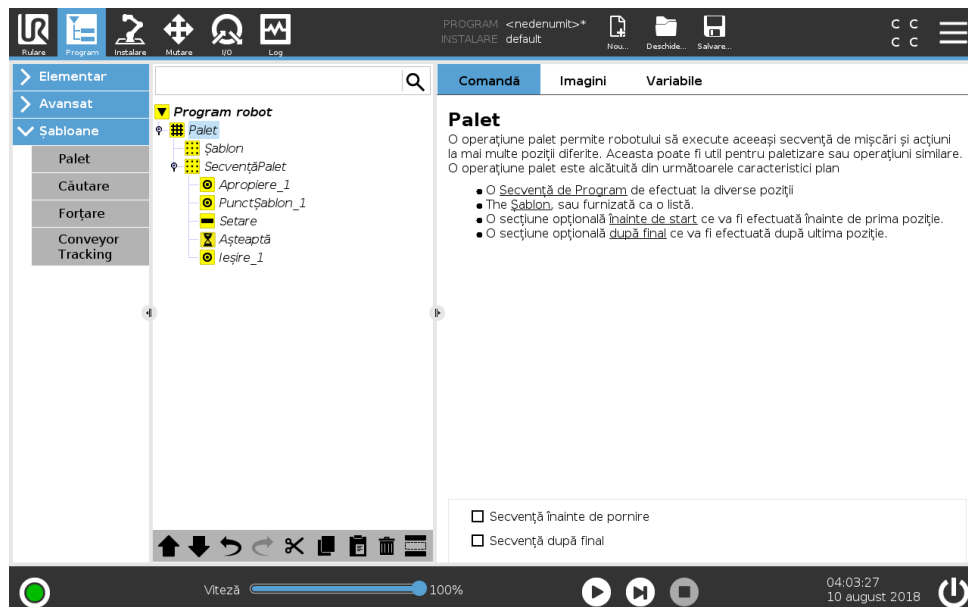 PROGRAM <nedenumit>*
INSTALARE default
Rulare
Program
Instalare
Mutare
I/O
Log
Nou...
Deschide...
Salvare...
C C
C C
Elementar
Avansat
Șabloane
Palet
Căutare
Forțare
Conveyor
Tracking
Program robot
Palet
Șablon
SecvențăPalet
Apropiere_1
PunctȘablon_1
Setare
Așteaptă
Ieșire_1
Comandă
Imagini
Variabile
Palet
O operațiune palet permite robotului să execute aceeași secvență de mișcări și acțiuni
la mai multe poziții diferite. Aceasta poate fi util pentru paletizare sau operațiuni similare.
O operațiune palet este alcătuită din următoarele caracteristici plan
O Secvență de Program de efectuat la diverse poziții
The Șablon, sau furnizată ca o listă.
O secțiune opțională înainte de start ce va fi efectuată înainte de prima poziție.
O secțiune opțională după final ce va fi efectuată după ultima poziție.
Secvență înainte de pornire
Secvență după final
Viteză
100%
04:03:27
10 august 2018